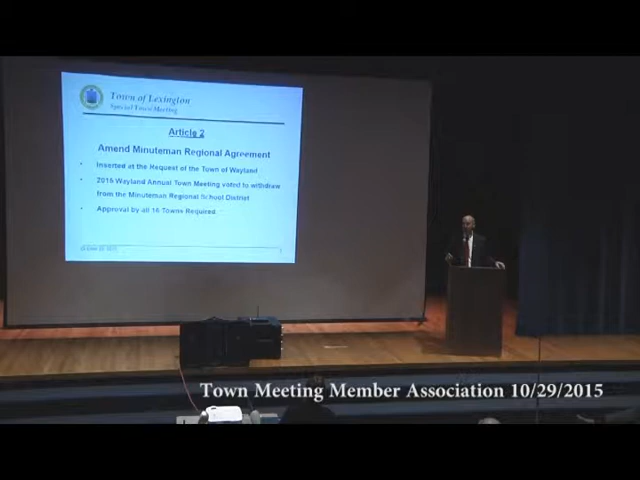 Town of Lexington
Special Town Meeting
Article 2
Amend Minuteman Regional Agreement
Inserted at the Request of the Town of Wayland
2015 Wayland Annual Town Meeting voted to withdraw
from the Minuteman Regional School District
Approval by all 16 Towns Required
Town Meeting Member Association 10/29/2015